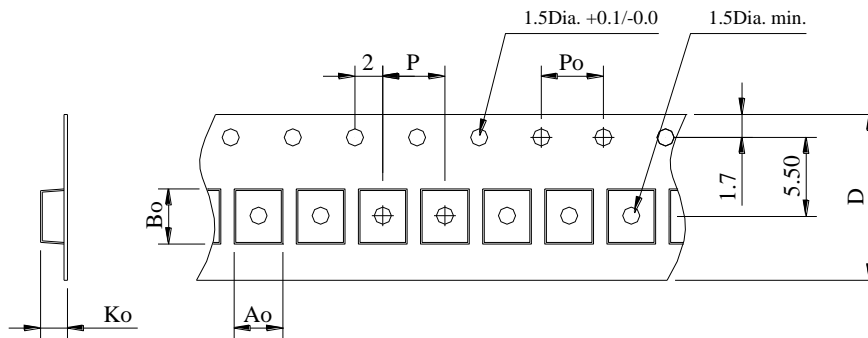 1.5Dia. +0.1/-0.0
1.5Dia. min.
2
P
Po
1.7
5.50
D
Bo
Ko
Ao